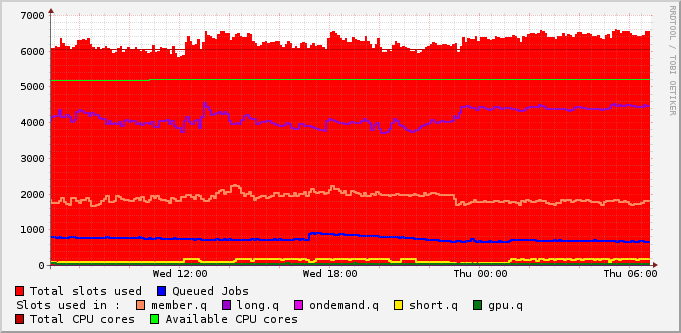 7000
6000
5000
4000
3000
2000
1000
0
Wed 12:00 Wed 18:00 Thu 00:00 Thu 06:00
Total slots used Queued Jobs
Slots used in : member.q long.q ondemand.q short.q gpu.q
Total CPU cores Available CPU cores
RRDTOOL / TOBI OETIKER